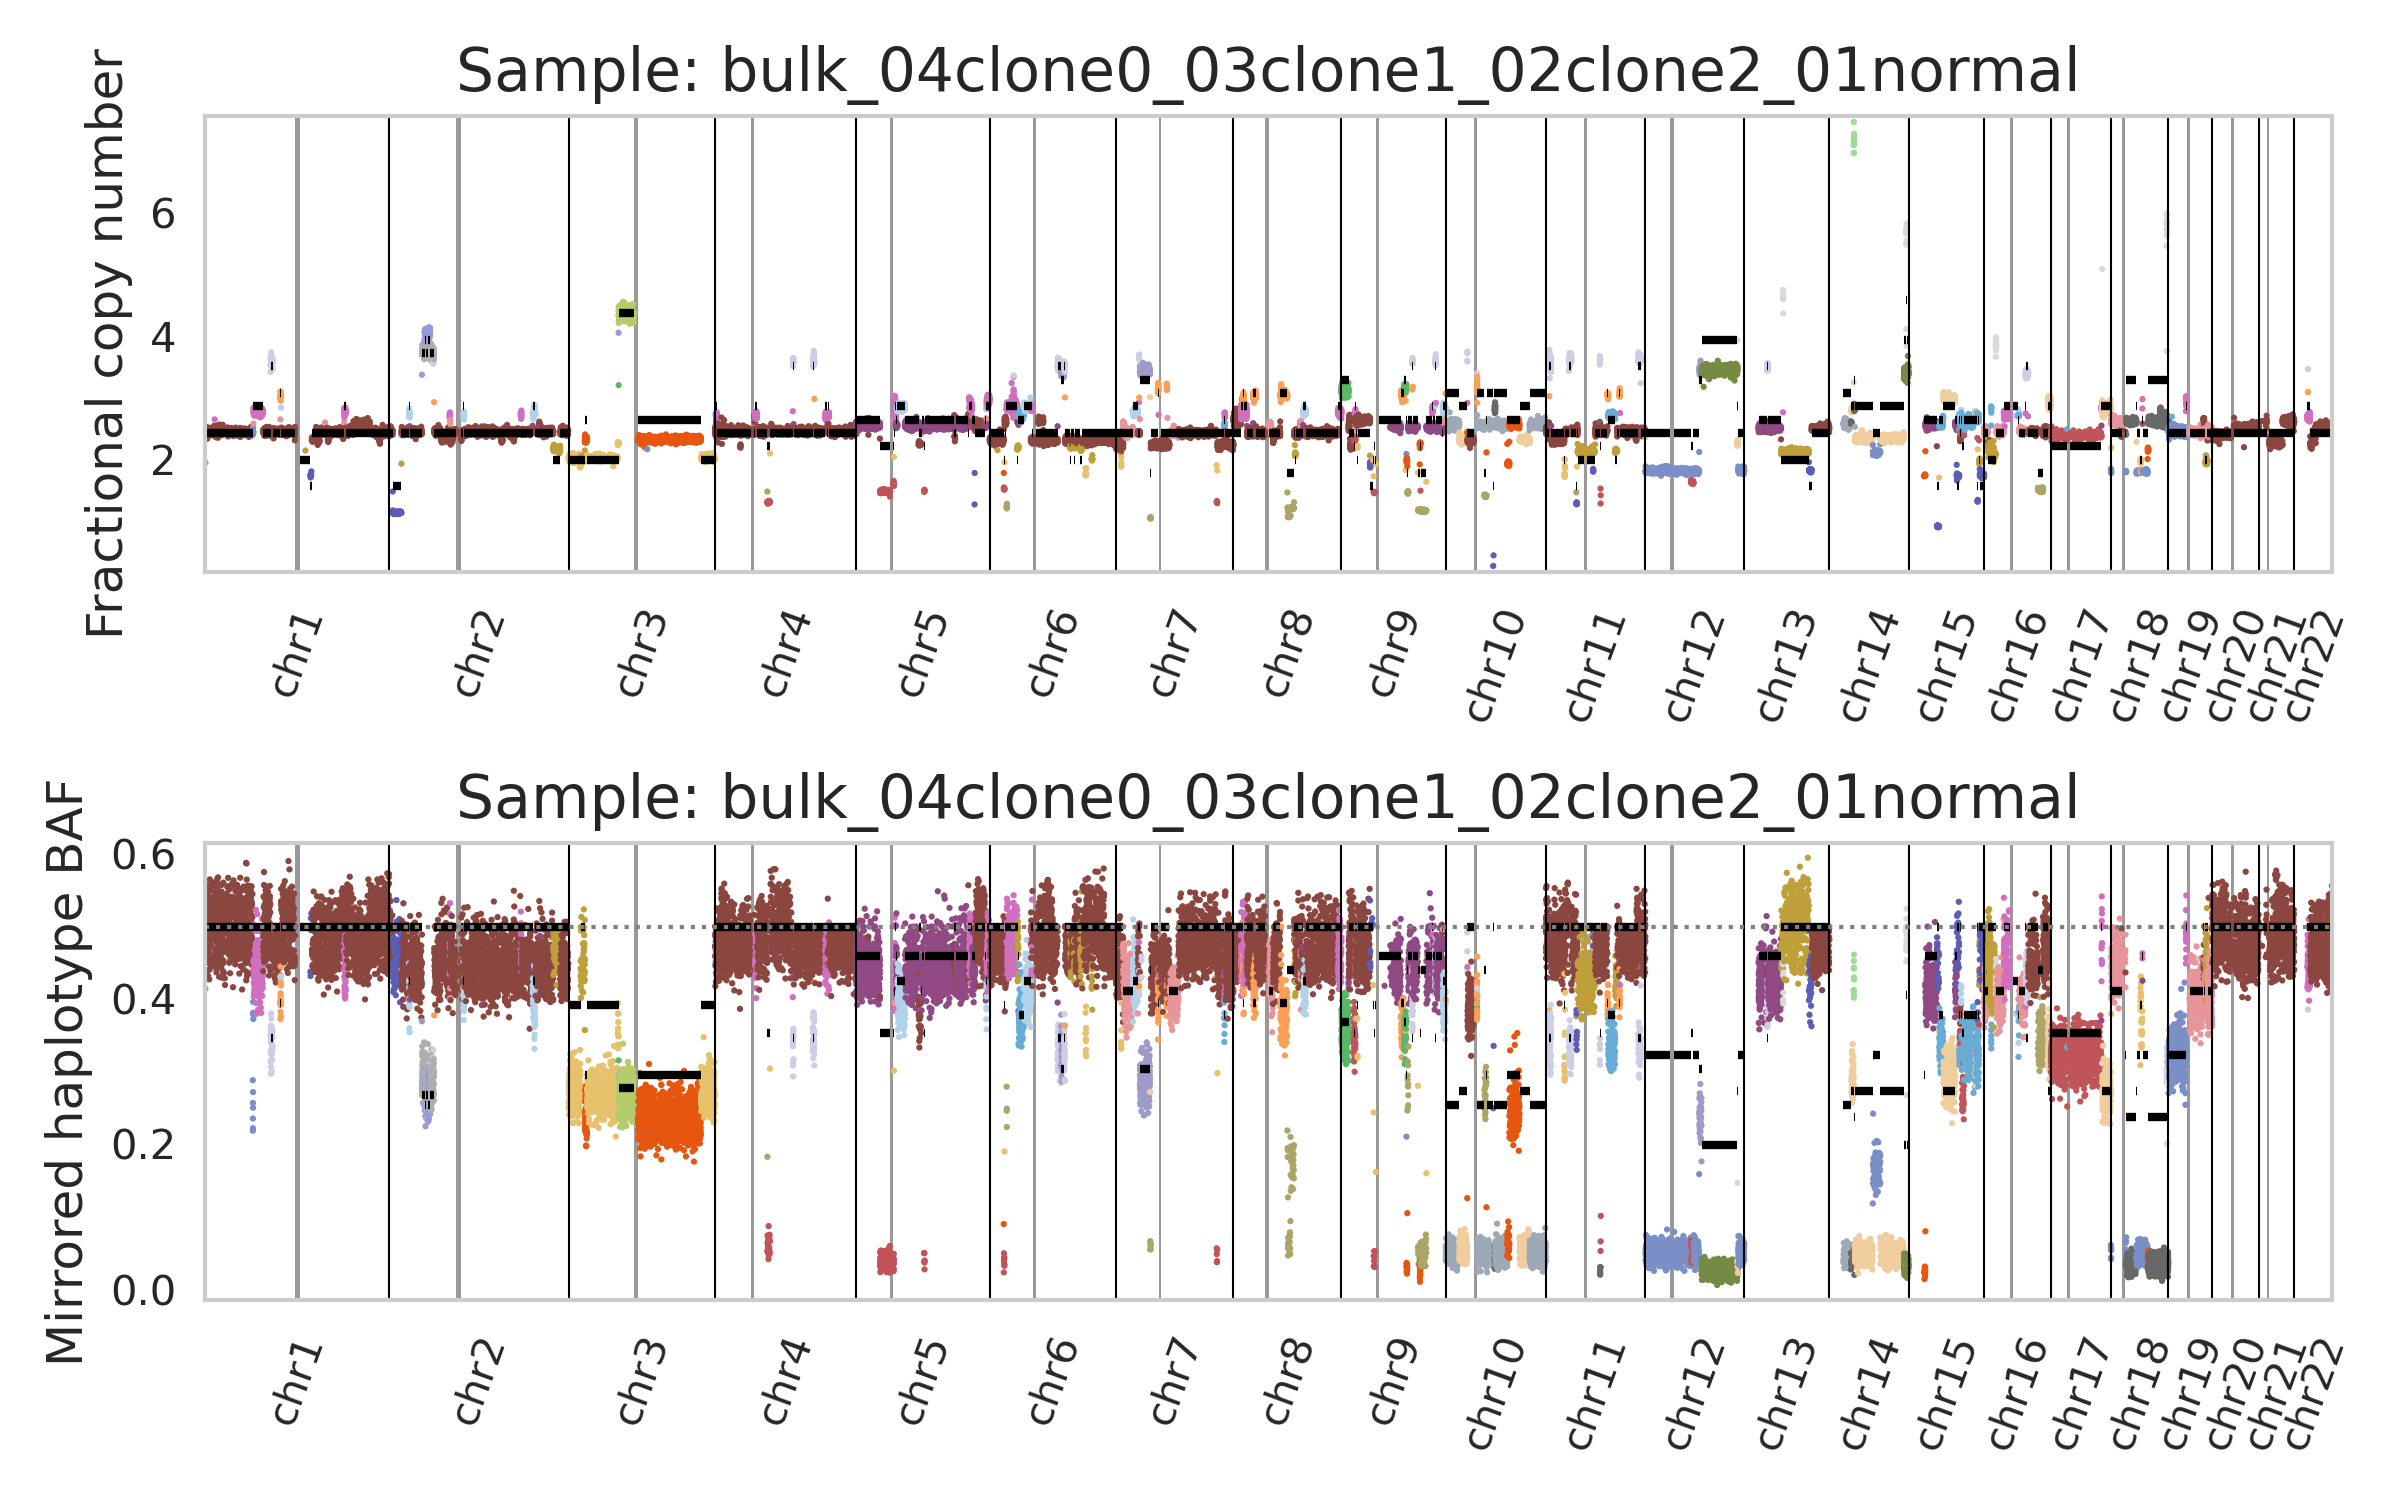 Sample: bulk_04clone0_03clone1_02clone2_01normal
Fractional copy number
6
4
2
chr1 chr2 chr3 chr4 chr5 chr6 chr7 chr8 chr9 chr10 chr11 chr12 chr13 chr14 chr15 chr16 chr17 chr18 chr19 chr20 chr21 chr22
Sample: bulk_04clone0_03clone1_02clone2_01normal
Mirrored haplotype BAF
0.6
0.4
0.2
0.0
chr1 chr2 chr3 chr4 chr5 chr6 chr7 chr8 chr9 chr10 chr11 chr12 chr13 chr14 chr15 chr16 chr17 chr18 chr19 chr20 chr21 chr22